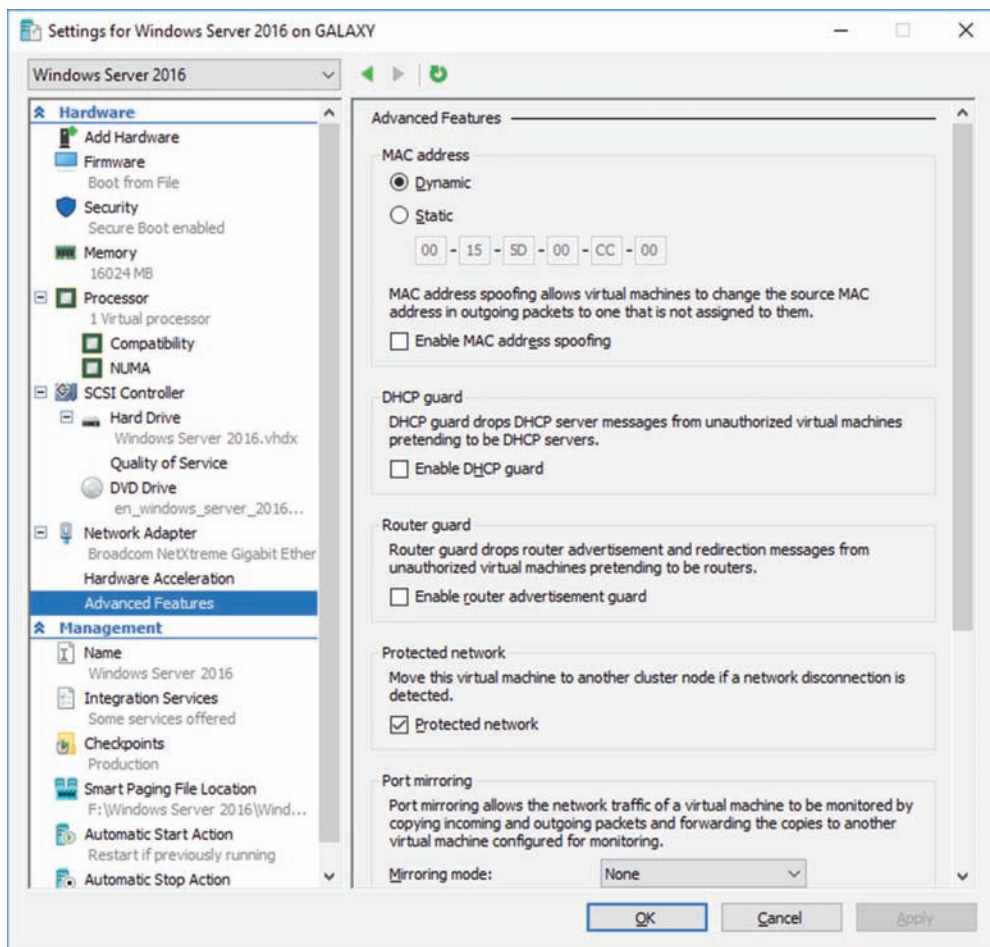 Settings for Windows Server 2016 on GALAXY
Windows Server 2016
Hardware
Add Hardware
Firmware
Boot from File
Security
Secure Boot enabled
Memory
16024 MB
Processor
1 Virtual processor
Compatibility
NUMA
SCSI Controller
Hard Drive
Windows Server 2016.vhdx
Quality of Service
DVD Drive
en_windows_server_2016...
Network Adapter
Broadcom NetXtreme Gigabit Ether
Hardware Acceleration
Advanced Features
Management
Name
Windows Server 2016
Integration Services
Some services offered
Checkpoints
Production
Smart Paging File Location
F:\Windows Server 2016\Wind...
Automatic Start Action
Restart if previously running
Automatic Stop Action
Advanced Features
MAC address
Dynamic
Static
00 - 15 - 5D - 00 - CC - 00
MAC address spoofing allows virtual machines to change the source MAC
address in outgoing packets to one that is not assigned to them.
Enable MAC address spoofing
DHCP guard
DHCP guard drops DHCP server messages from unauthorized virtual machines
pretending to be DHCP servers.
Enable DHCP guard
Router guard
Router guard drops router advertisement and redirection messages from
unauthorized virtual machines pretending to be routers.
Enable router advertisement guard
Protected network
Move this virtual machine to another cluster node if a network disconnection is
detected.
Protected network
Port mirroring
Port mirroring allows the network traffic of a virtual machine to be monitored by
copying incoming and outgoing packets and forwarding the copies to another
virtual machine configured for monitoring.
Mirroring mode: None
OK Cancel Apply